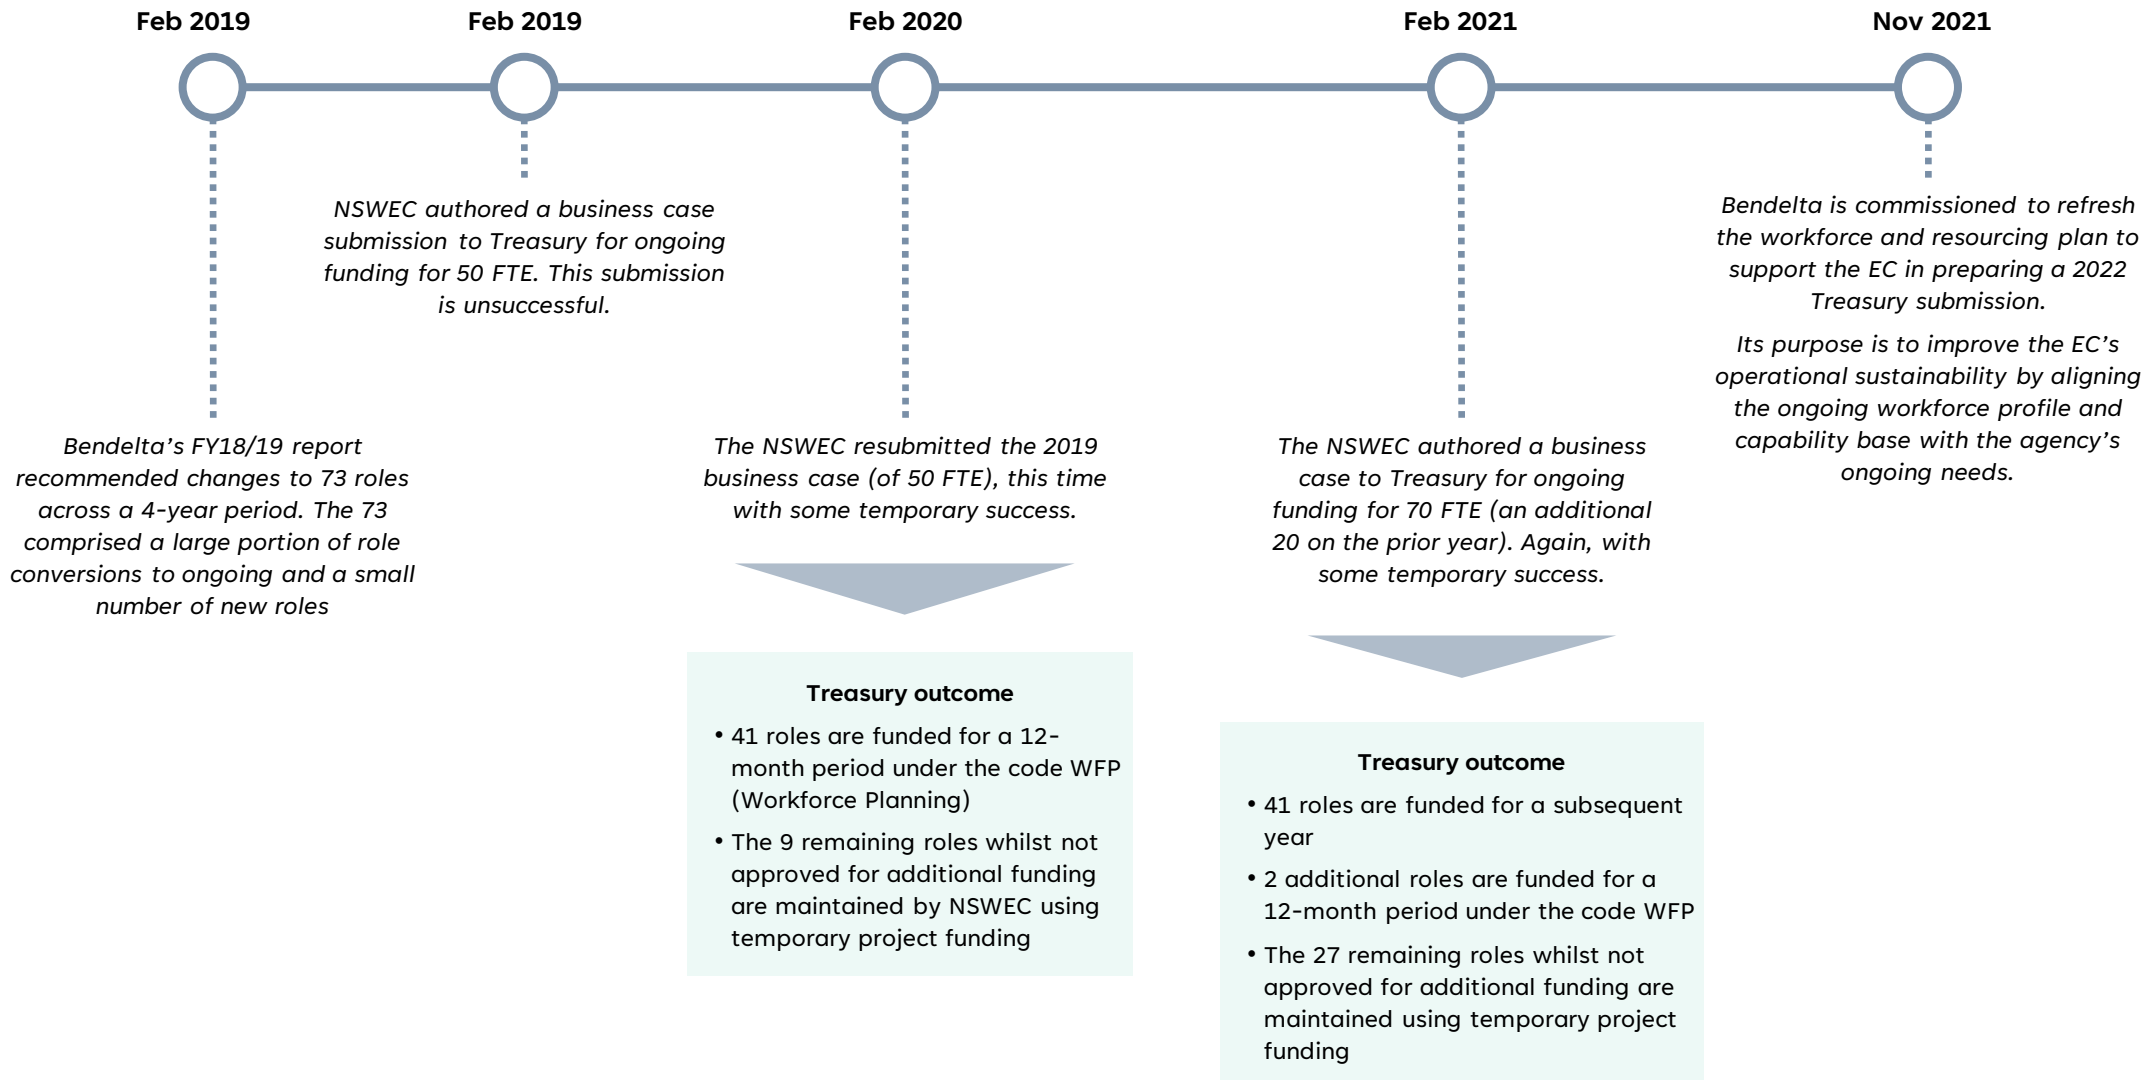 Feb 2019
Bendelta’s FY18/19 report
recommended changes to 73 roles
across a 4-year period. The 73
comprised a large portion of role
conversions to ongoing and a small
number of new roles
Feb 2019
NSWEC authored a business case
submission to Treasury for ongoing
funding for 50 FTE. This submission
is unsuccessful.
Feb 2020
The NSWEC resubmitted the 2019
business case (of 50 FTE), this time
with some temporary success.
Treasury outcome
• 41 roles are funded for a 12-
month period under the code WFP
(Workforce Planning)
• The 9 remaining roles whilst not
approved for additional funding
are maintained by NSWEC using
temporary project funding
Feb 2021
The NSWEC authored a business
case to Treasury for ongoing
funding for 70 FTE (an additional
20 on the prior year). Again, with
some temporary success.
Treasury outcome
• 41 roles are funded for a subsequent
year
• 2 additional roles are funded for a
12-month period under the code WFP
• The 27 remaining roles whilst not
approved for additional funding are
maintained using temporary project
funding
Nov 2021
Bendelta is commissioned to refresh
the workforce and resourcing plan to
support the EC in preparing a 2022
Treasury submission.
Its purpose is to improve the EC’s
operational sustainability by aligning
the ongoing workforce profile and
capability base with the agency’s
ongoing needs.